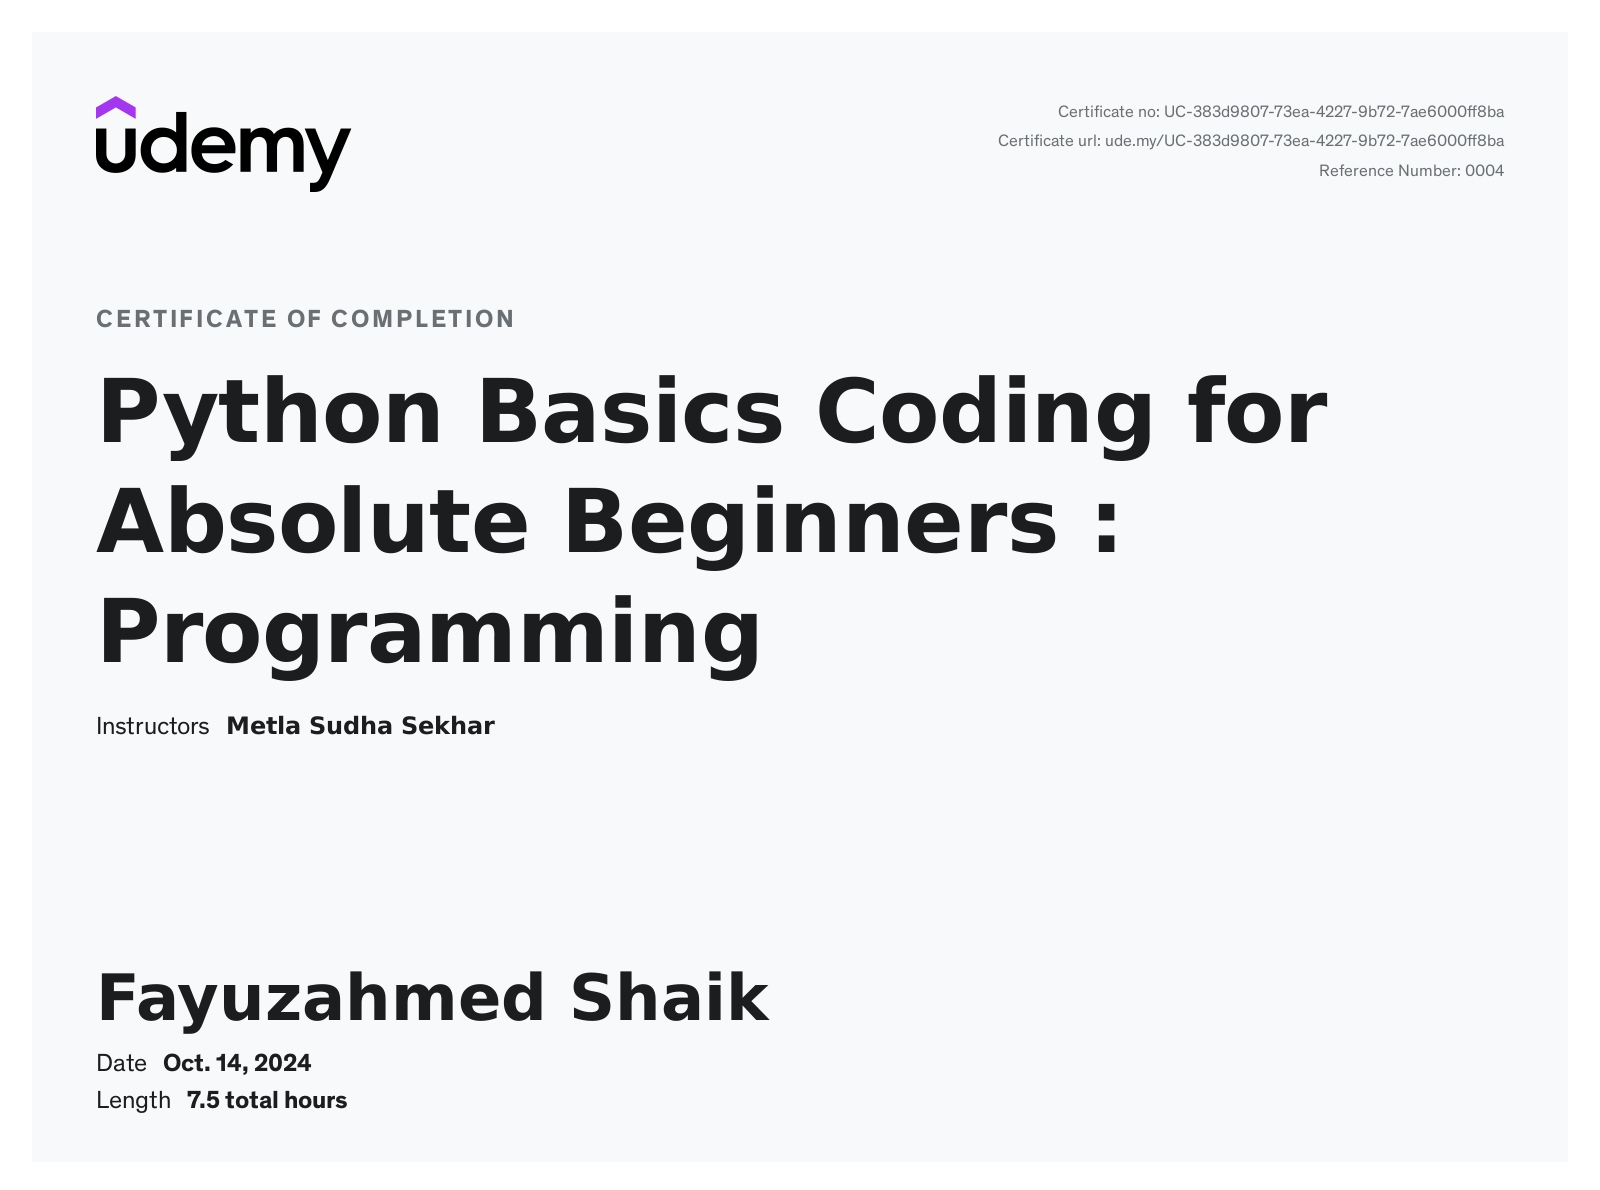 udemy
Certificate no: UC-383d9807-73ea-4227-9b72-7ae6000ff8ba
Certificate url: ude.my/UC-383d9807-73ea-4227-9b72-7ae6000ff8ba
Reference Number: 0004
CERTIFICATE OF COMPLETION
Python Basics Coding for
Absolute Beginners :
Programming
Instructors Metla Sudha Sekhar
Fayuzahmed Shaik
Date Oct. 14, 2024
Length 7.5 total hours